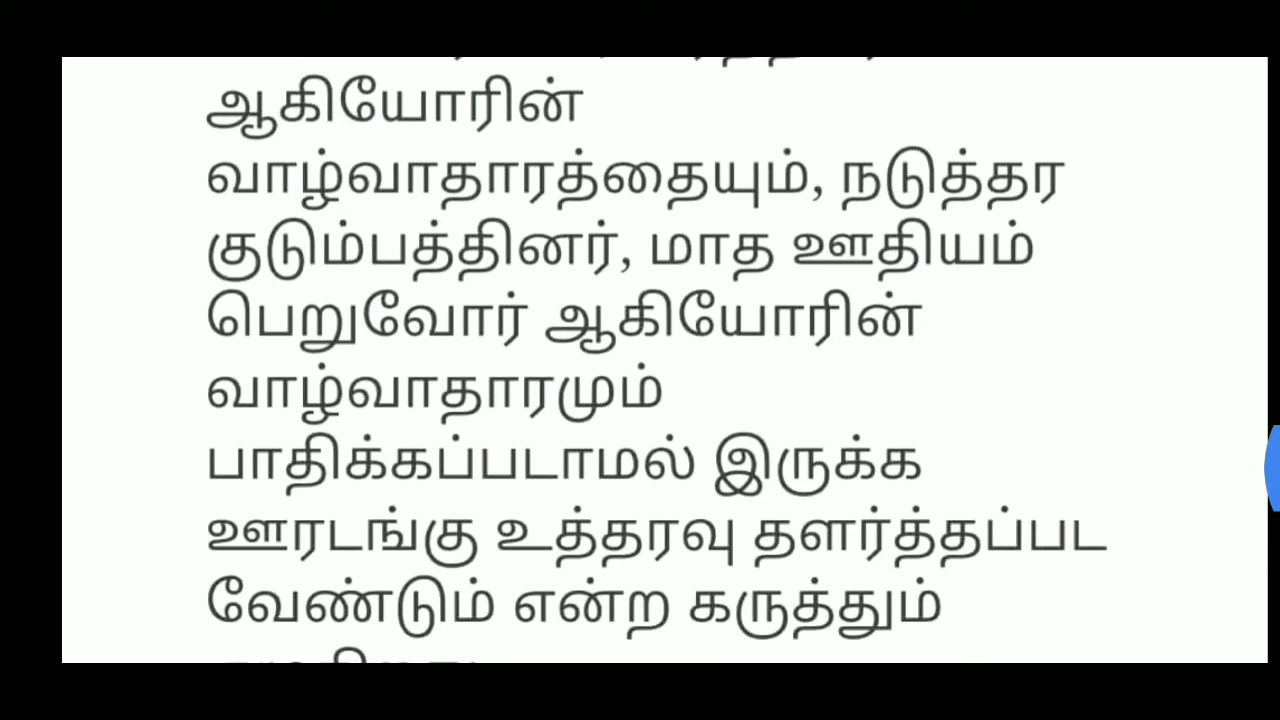 ஆகியோரின்
வாழ்வாதாரத்தையும், நடுத்தர
குடும்பத்தினர், மாத ஊதியம்
பெறுவோர் ஆகியோரின்
வாழ்வாதாரமும்
பாதிக்கப்படாமல் இருக்க
ஊரடங்கு உத்தரவு தளர்த்தப்பட
வேண்டும் என்ற கருத்தும்